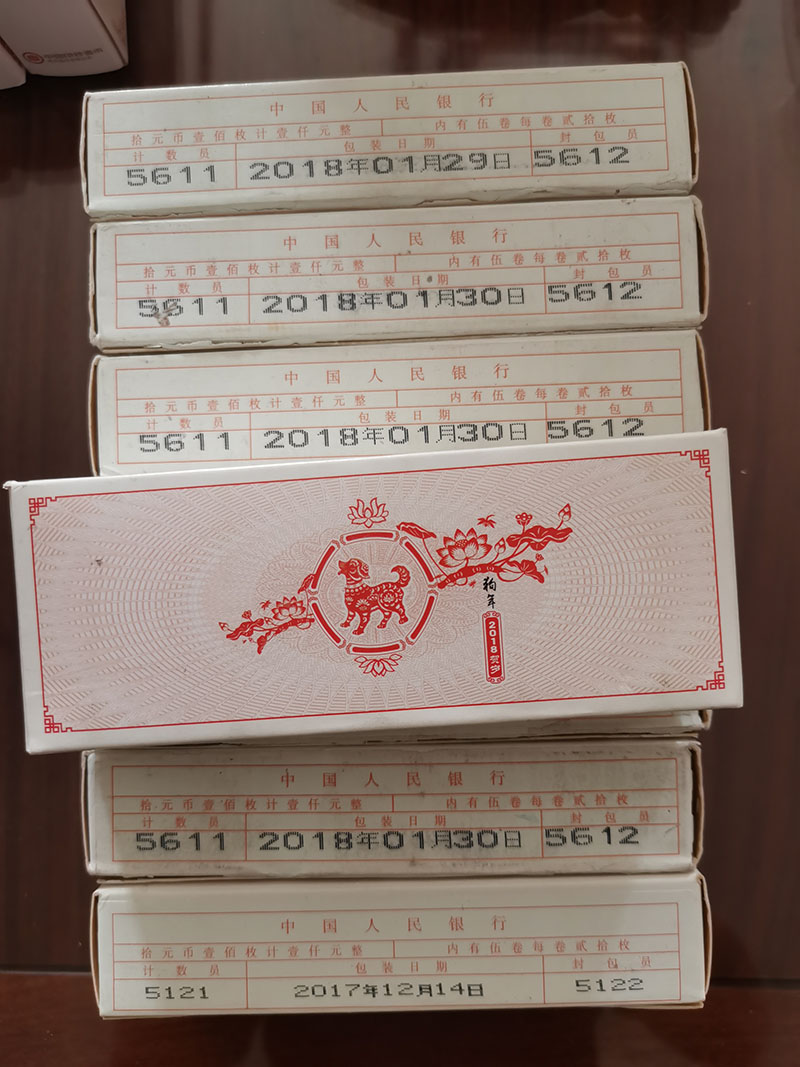 中国人民银行
拾元币壹佰枚计壹仟元整 内有伍卷每卷贰拾枚
计数员 包装日期 封包员
5611 2018年01月29日 5612
中国人民银行
拾元币壹佰枚计壹仟元整 内有伍卷每卷贰拾枚
计数员 包装日期 封包员
5611 2018年01月30日 5612
中国人民银行
拾元币壹佰枚计壹仟元整 内有伍卷每卷贰拾枚
计数员 包装日期 封包员
5611 2018年01月30日 5612
狗年
2018贺岁
中国人民银行
拾元币壹佰枚计壹仟元整 内有伍卷每卷贰拾枚
计数员 包装日期 封包员
5611 2018年01月30日 5612
中国人民银行
拾元币壹佰枚计壹仟元整 内有伍卷每卷贰拾枚
计数员 包装日期 封包员
5121 2017年12月14日 5122